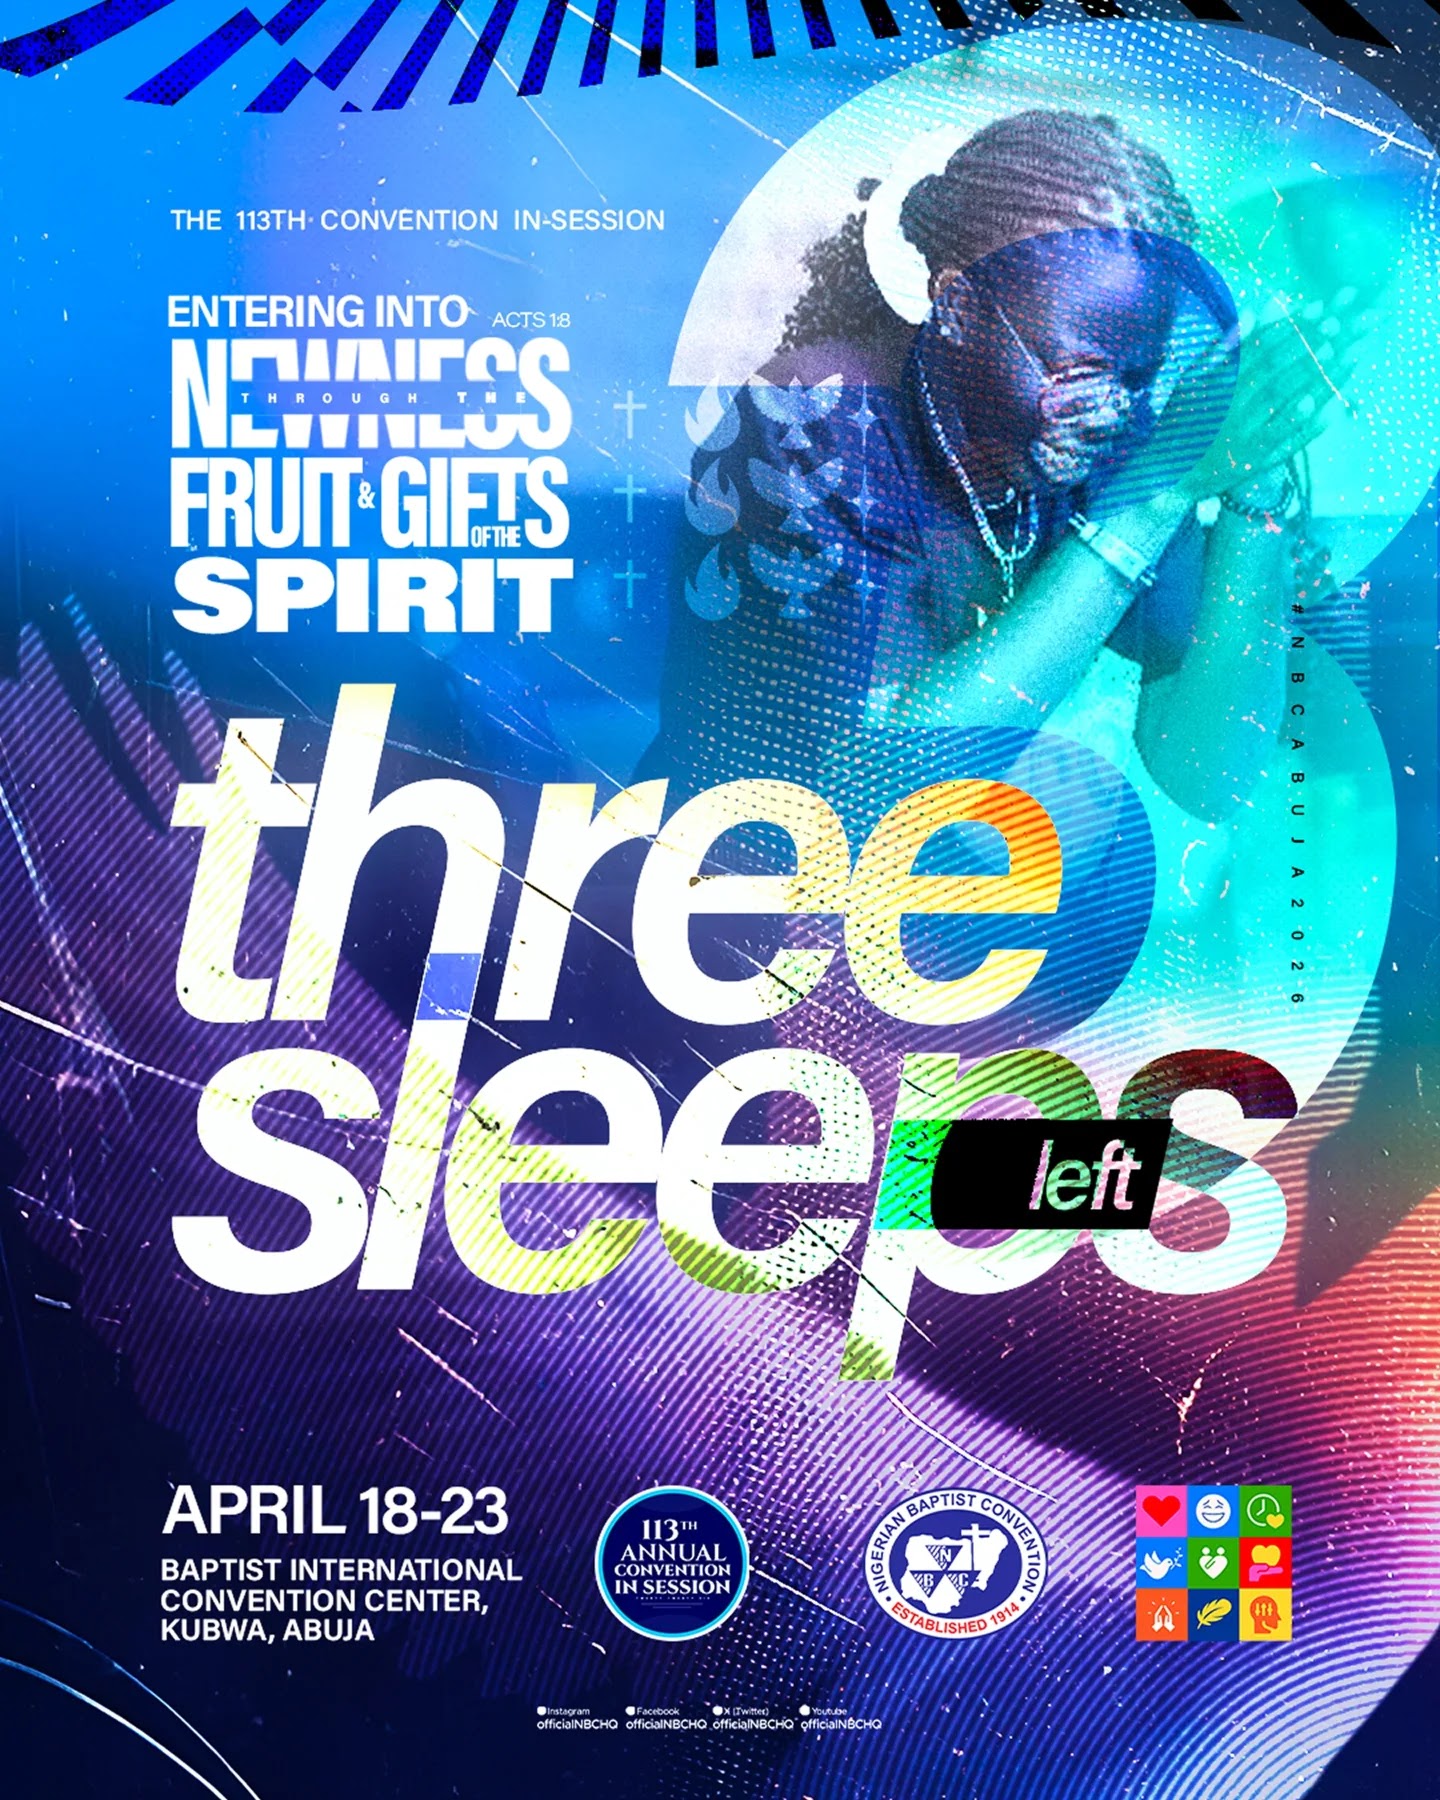 THE 113TH CONVENTION IN-SESSION
ENTERING INTO ACTS 1:8
NEWNESS
THROUGH THE
FRUIT & GIFTS
OF THE
SPIRIT
three
sleeps
left
#NBCABUJA2026
APRIL 18-23
BAPTIST INTERNATIONAL
CONVENTION CENTER,
KUBWA, ABUJA
113TH
ANNUAL
CONVENTION
IN SESSION
NIGERIAN BAPTIST CONVENTION
N
B C
ESTABLISHED 1914
Instagram Facebook X (Twitter) Youtube
officialNBCHQ officialNBCHQ officialNBCHQ officialNBCHQ